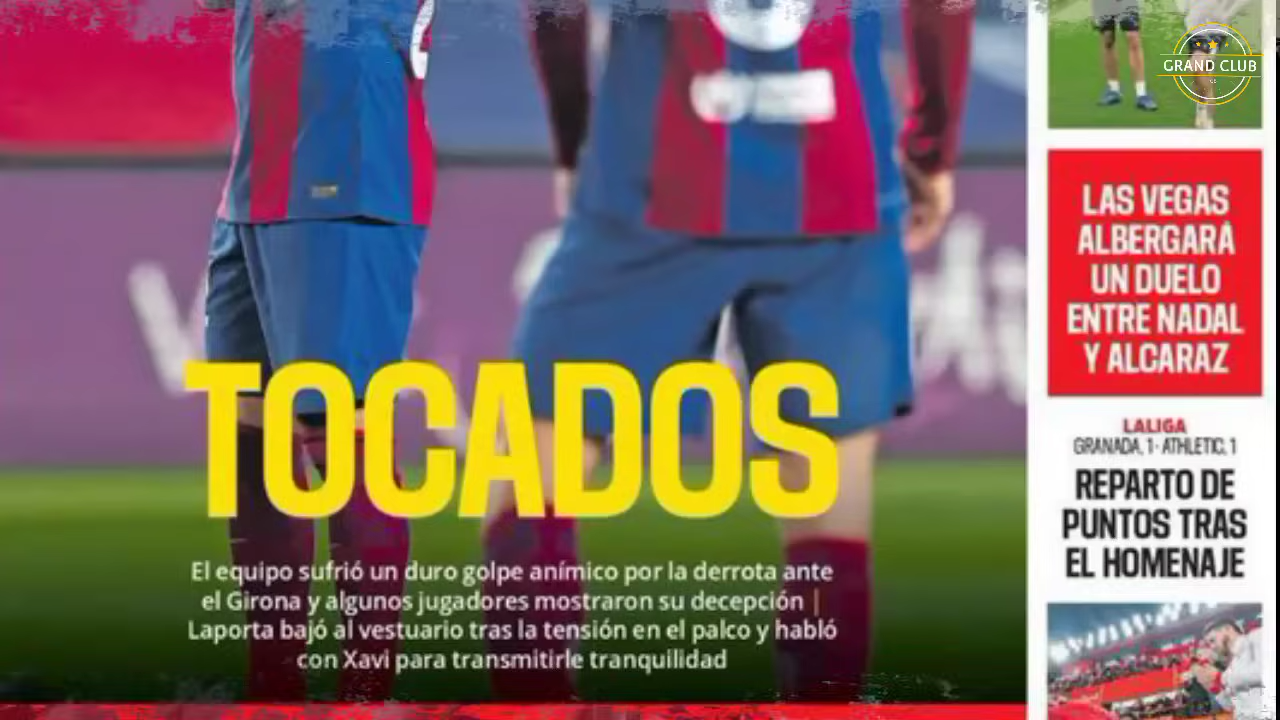 GRAND CLUB
TOCADOS
El equipo sufrió un duro golpe anímico por la derrota ante
el Girona y algunos jugadores mostraron su decepción |
Laporta bajó al vestuario tras la tensión en el palco y habló
con Xavi para transmitirle tranquilidad
LAS VEGAS
ALBERGARÁ
UN DUELO
ENTRE NADAL
Y ALCARAZ
LALIGA
GRANADA, 1 - ATHLETIC, 1
REPARTO DE
PUNTOS TRAS
EL HOMENAJE